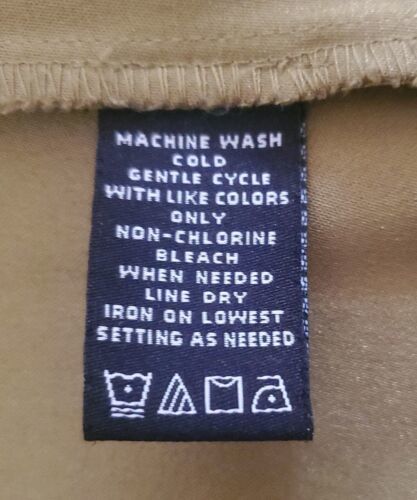 MACHINE WASH
COLD
GENTLE CYCLE
WITH LIKE COLORS
ONLY
NON-CHLORINE
BLEACH
WHEN NEEDED
LINE DRY
IRON ON LOWEST
SETTING AS NEEDED